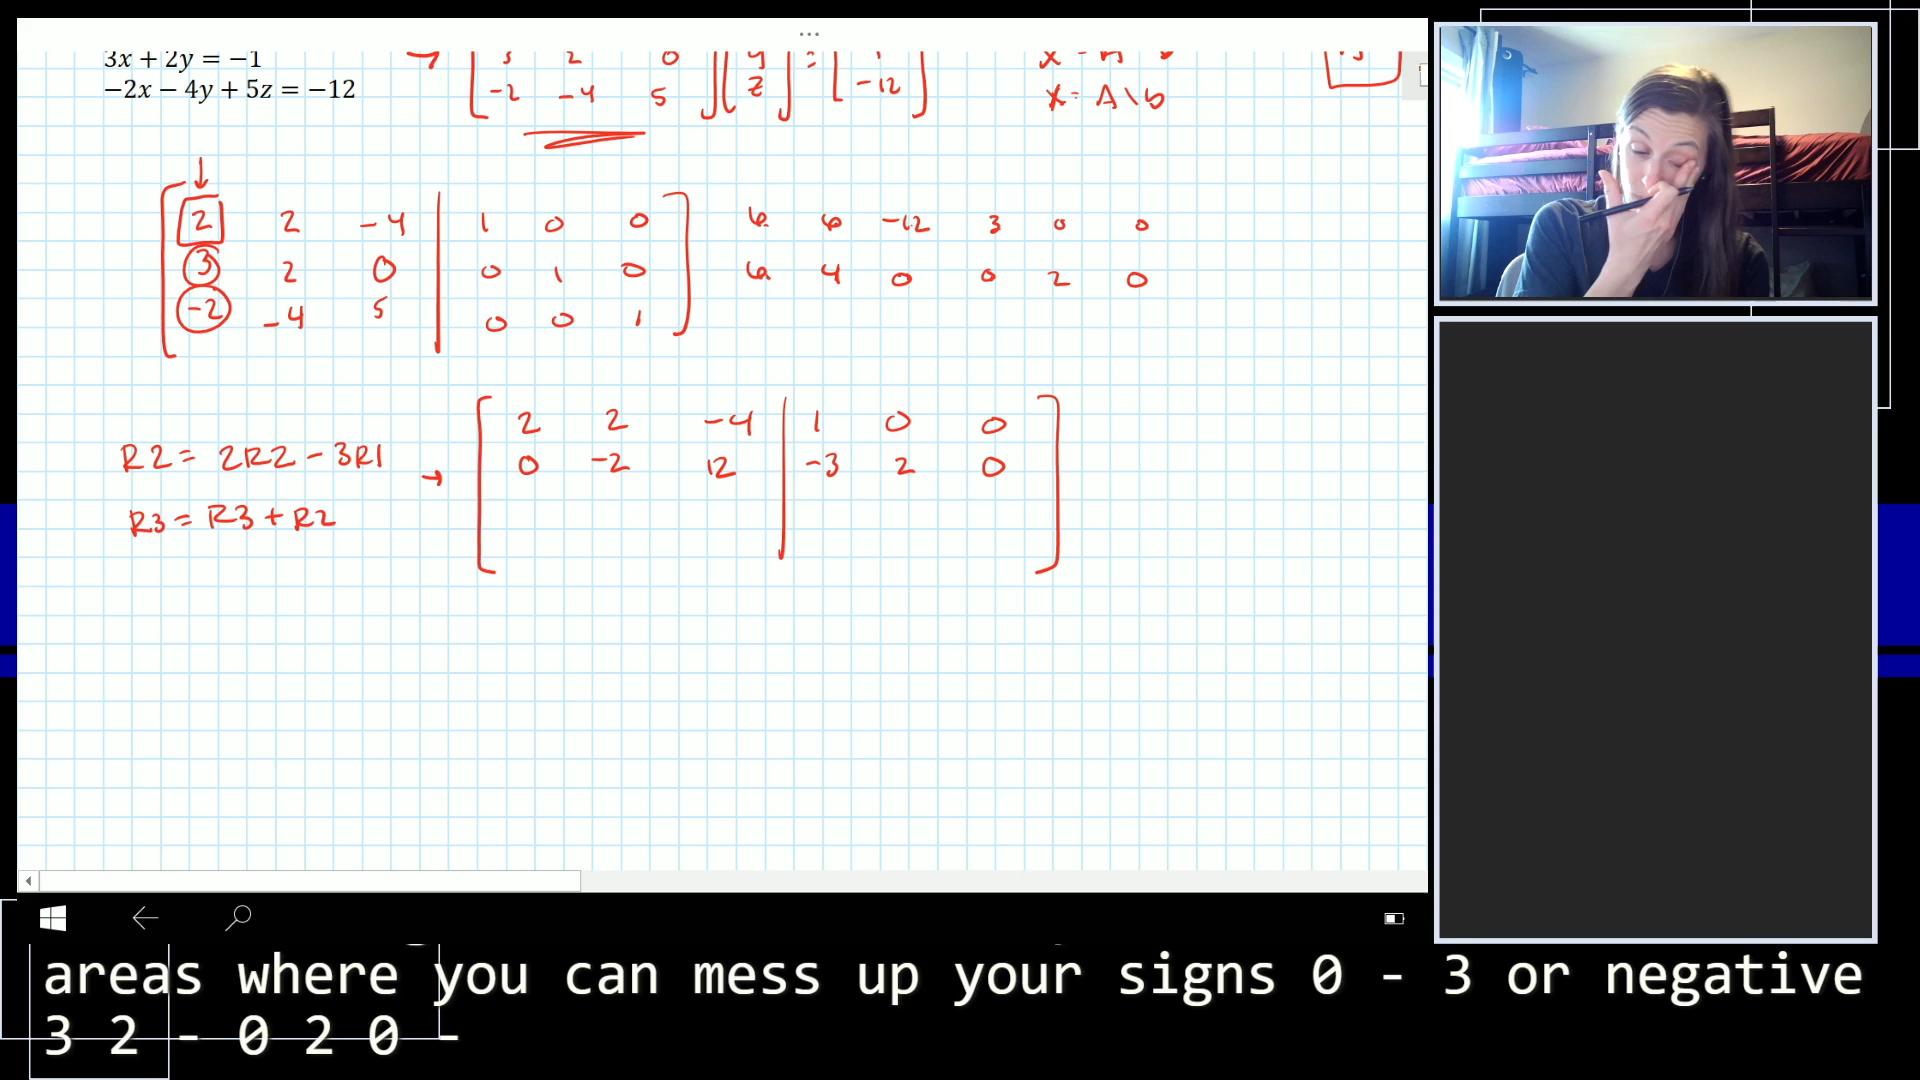 3x + 2y = −1 → 3 2 0 y =
−2x − 4y + 5z = −12 -2 -4 5 z -12 x = A\b
2 2 -4 | 1 0 0 6 6 -12 3 0 0
3 2 0 | 0 1 0 6 4 0 0 2 0
-2 -4 5 | 0 0 1
2 2 -4 | 1 0 0
R2 = 2R2 - 3R1 → 0 -2 12 | -3 2 0
R3 = R3 + R2
areas where you can mess up your signs 0 - 3 or negative
3 2 - 0 2 0 -